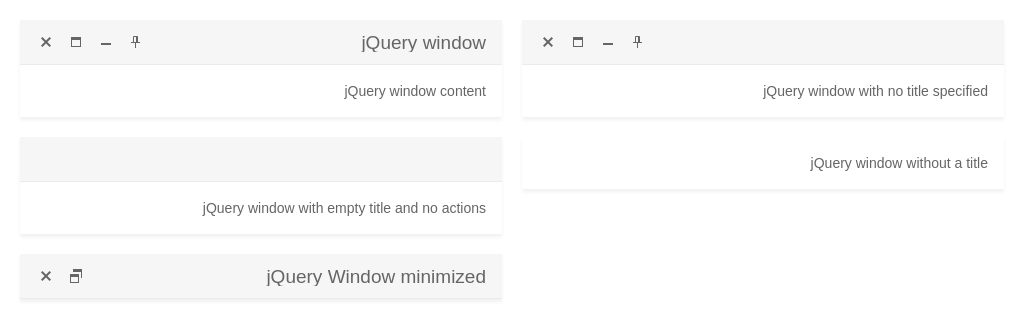 jQuery window
jQuery window content
jQuery window with no title specified
jQuery window with empty title and no actions
jQuery window without a title
jQuery Window minimized